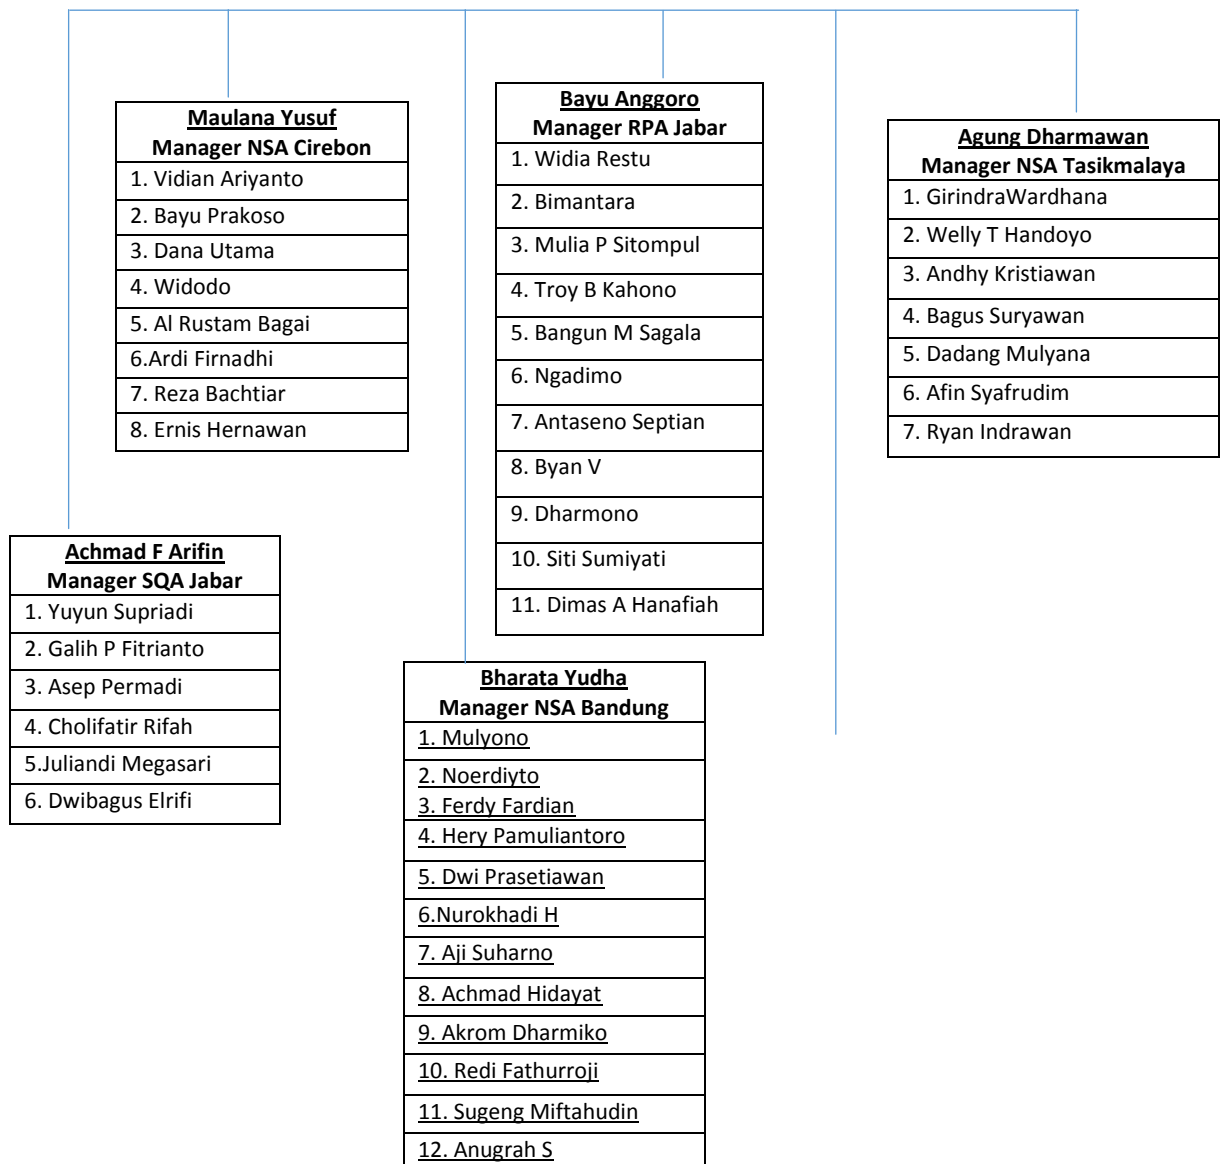 Maulana Yusuf
Manager NSA Cirebon
1. Vidian Ariyanto
2. Bayu Prakoso
3. Dana Utama
4. Widodo
5. Al Rustam Bagai
6.Ardi Firnadhi
7. Reza Bachtiar
8. Ernis Hernawan
Bayu Anggoro
Manager RPA Jabar
1. Widia Restu
2. Bimantara
3. Mulia P Sitompul
4. Troy B Kahono
5. Bangun M Sagala
6. Ngadimo
7. Antaseno Septian
8. Byan V
9. Dharmono
10. Siti Sumiyati
11. Dimas A Hanafiah
Agung Dharmawan
Manager NSA Tasikmalaya
1. GirindraWardhana
2. Welly T Handoyo
3. Andhy Kristiawan
4. Bagus Suryawan
5. Dadang Mulyana
6. Afin Syafrudim
7. Ryan Indrawan
Achmad F Arifin
Manager SQA Jabar
1. Yuyun Supriadi
2. Galih P Fitrianto
3. Asep Permadi
4. Cholifatir Rifah
5.Juliandi Megasari
6. Dwibagus Elrifi
Bharata Yudha
Manager NSA Bandung
1. Mulyono
2. Noerdiyto
3. Ferdy Fardian
4. Hery Pamuliantoro
5. Dwi Prasetiawan
6.Nurokhadi H
7. Aji Suharno
8. Achmad Hidayat
9. Akrom Dharmiko
10. Redi Fathurroji
11. Sugeng Miftahudin
12. Anugrah S